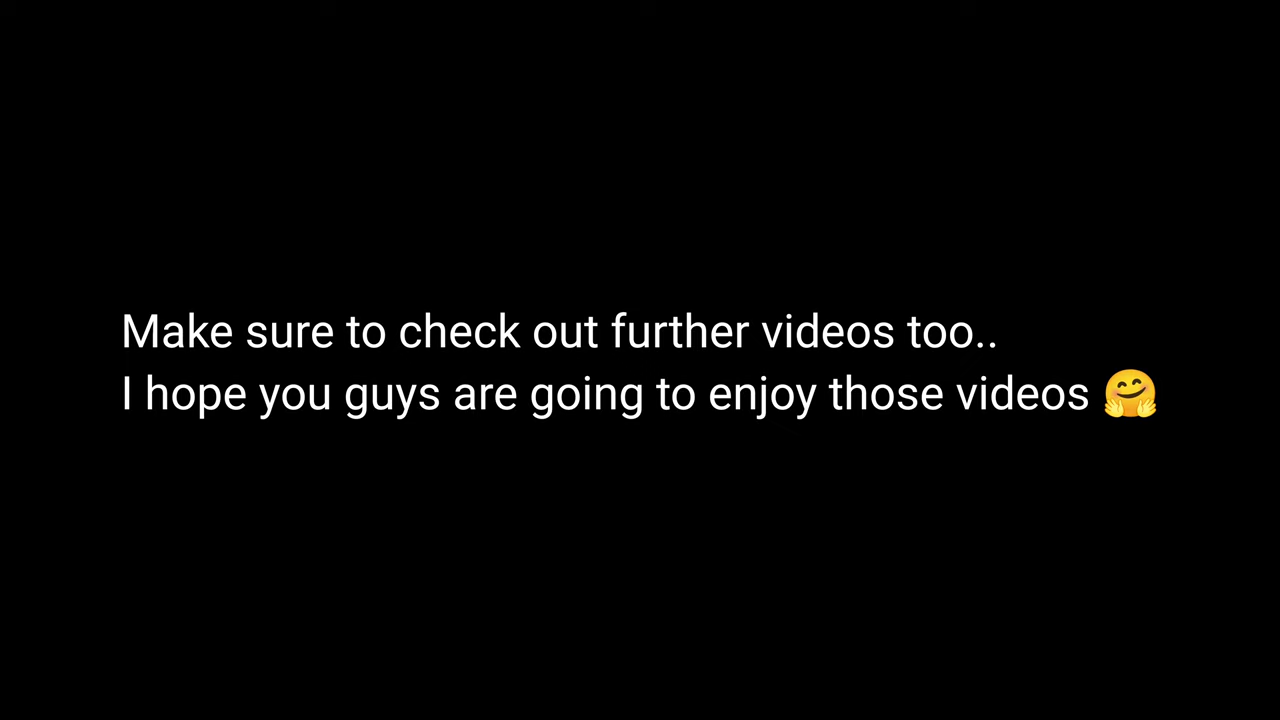 Make sure to check out further videos too..
I hope you guys are going to enjoy those videos 🤗